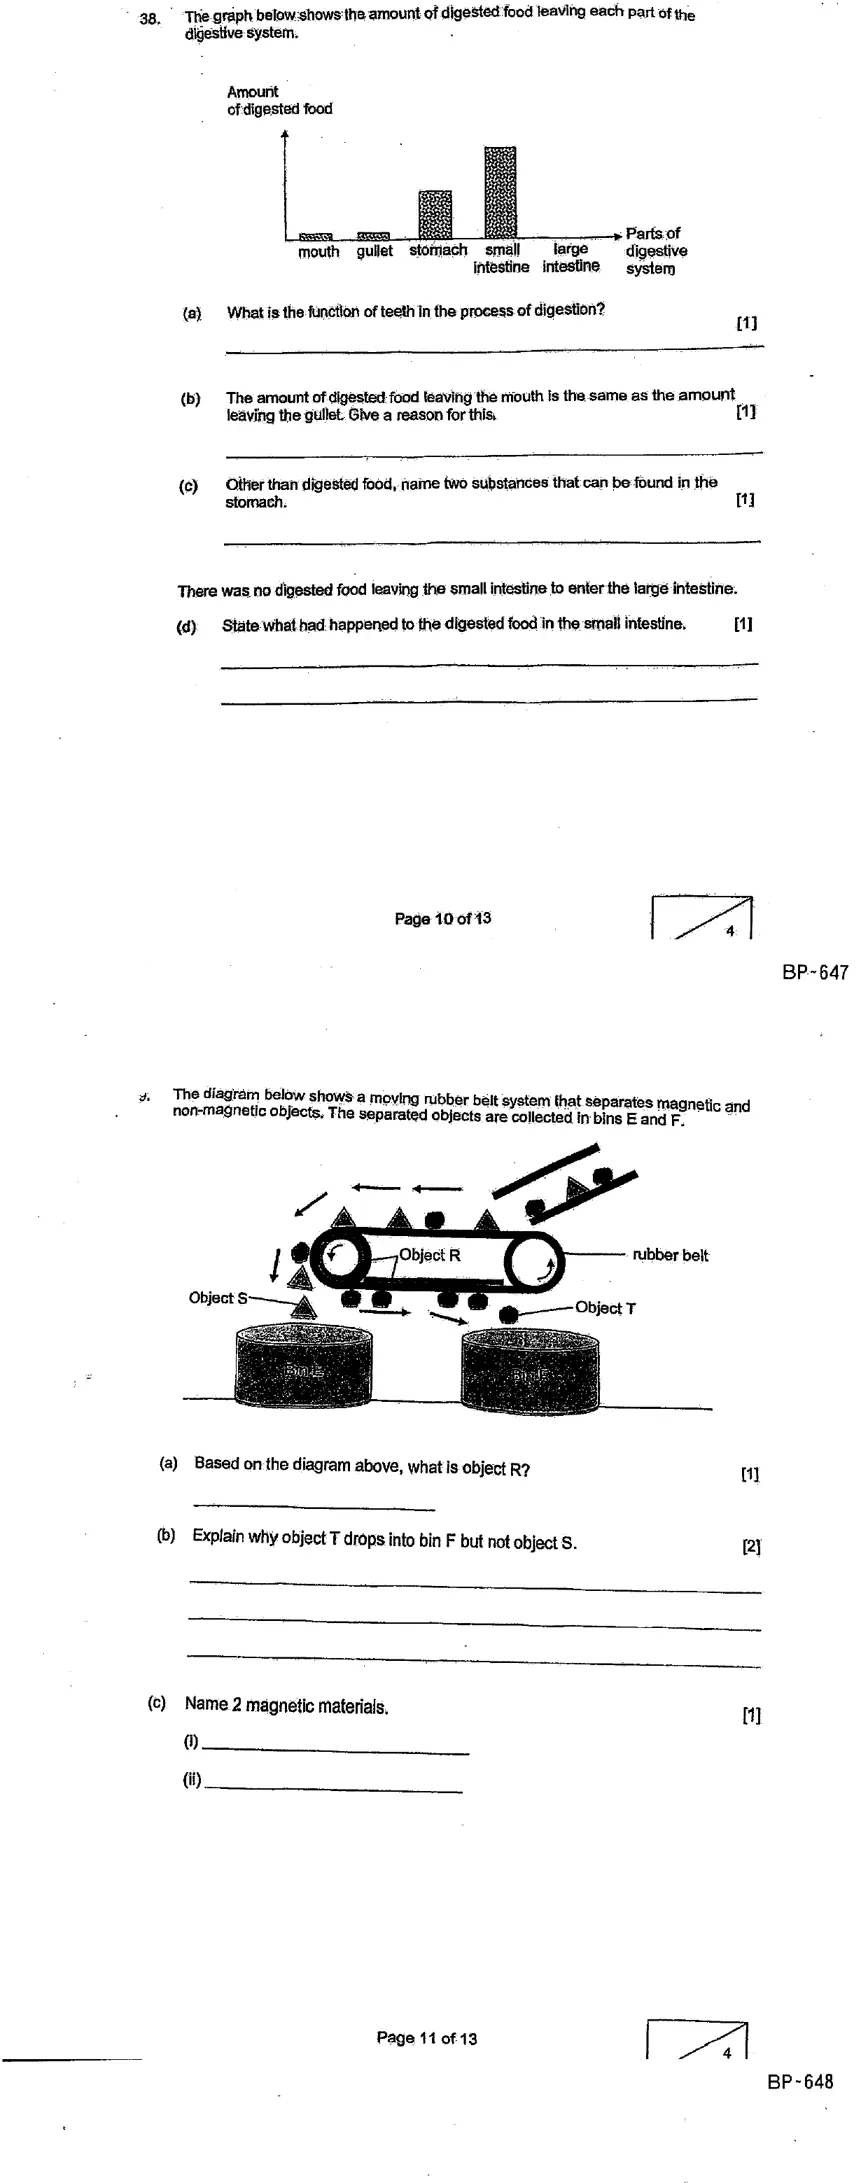 38. The graph below shows the amount of digested food leaving each part of the
digestive system.
Amount
of digested food
Parts of
digestive
system
mouth gullet stomach small
intestine large
intestine
(a) What is the function of teeth in the process of digestion?
[1]
(b) The amount of digested food leaving the mouth is the same as the amount
leaving the gullet. Give a reason for this. [1]
(c) Other than digested food, name two substances that can be found in the
stomach. [1]
There was no digested food leaving the small intestine to enter the large intestine.
(d) State what had happened to the digested food in the small intestine. [1]
Page 10 of 13
4
BP-647
The diagram below shows a moving rubber belt system that separates magnetic and
non-magnetic objects. The separated objects are collected in bins E and F.
Object R
rubber belt
Object S
Object T
Bin E
Bin F
(a) Based on the diagram above, what is object R? [1]
(b) Explain why object T drops into bin F but not object S. [2]
(c) Name 2 magnetic materials. [1]
(i)
(ii)
Page 11 of 13
4
BP-648